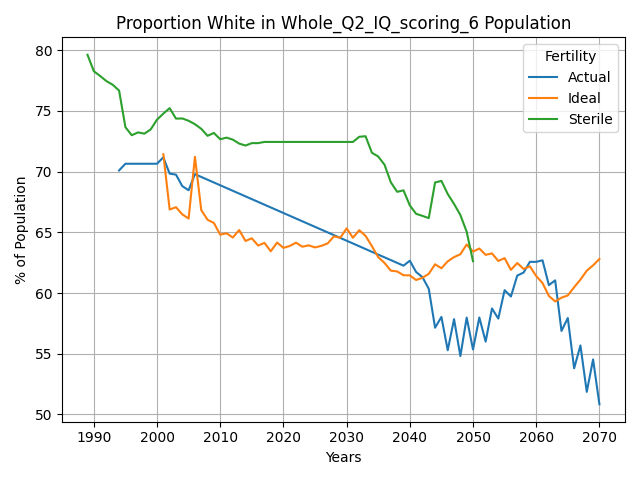 Proportion White in Whole_Q2_IQ_scoring_6 Population
Fertility
Actual
Ideal
Sterile
% of Population
80
75
70
65
60
55
50
1990 2000 2010 2020 2030 2040 2050 2060 2070
Years